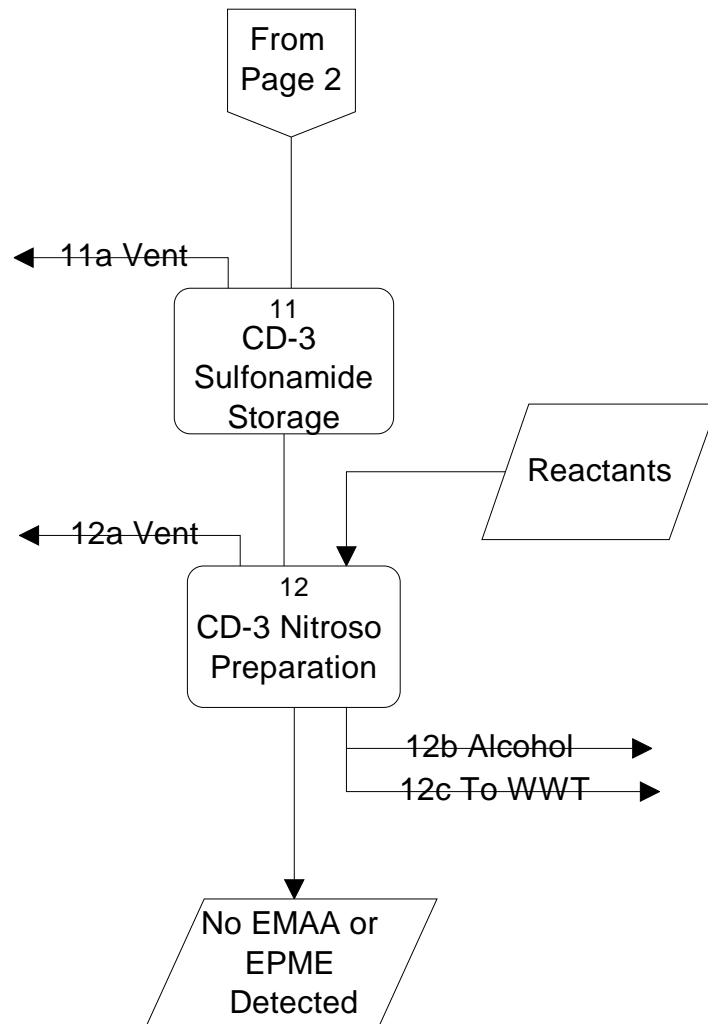 From
Page 2
11a Vent
11
CD-3
Sulfonamide
Storage
Reactants
12a Vent
12
CD-3 Nitroso
Preparation
12b Alcohol
12c To WWT
No EMAA or
EPME
Detected